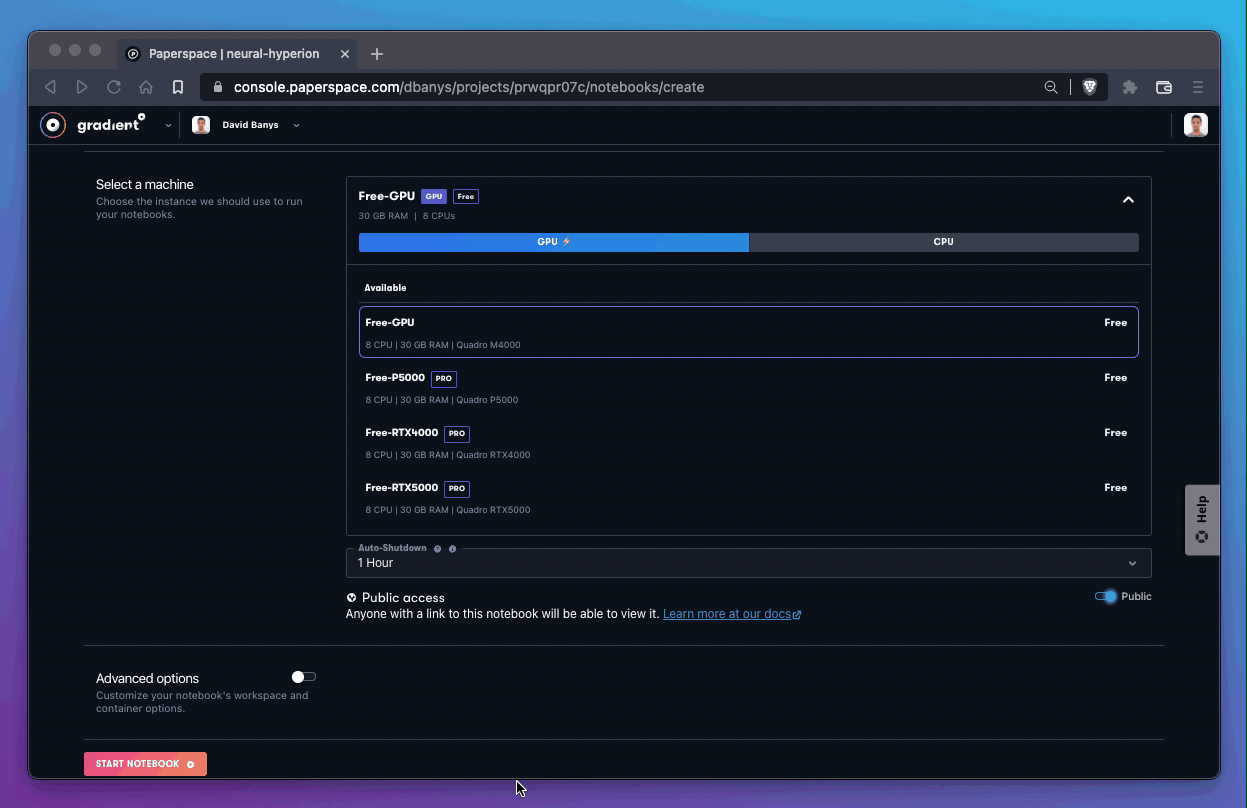 Paperspace | neural-hyperion
console.paperspace.com/dbanys/projects/prwqpr07c/notebooks/create
gradient
David Banys
Select a machine
Choose the instance we should use to run
your notebooks.
Free-GPU GPU Free
30 GB RAM | 8 CPUs
GPU ⚡ CPU
Available
Free-GPU Free
8 CPU | 30 GB RAM | Quadro M4000
Free-P5000 PRO Free
8 CPU | 30 GB RAM | Quadro P5000
Free-RTX4000 PRO Free
8 CPU | 30 GB RAM | Quadro RTX4000
Free-RTX5000 PRO Free
8 CPU | 30 GB RAM | Quadro RTX5000
Help
Auto-Shutdown
1 Hour
Public access
Public
Anyone with a link to this notebook will be able to view it. Learn more at our docs
Advanced options
Customize your notebook's workspace and
container options.
START NOTEBOOK